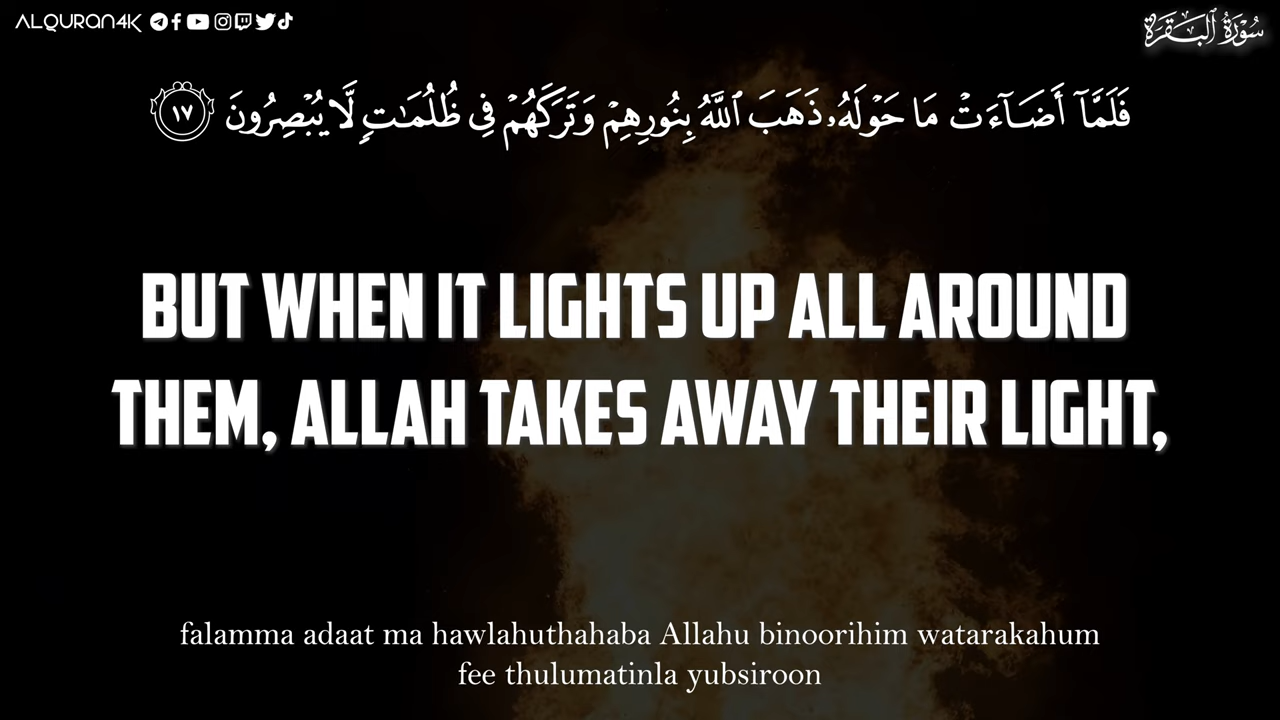 ALQURAN4K
سُورَةُ ٱلْبَقَرَةِ
فَلَمَّآ أَضَآءَتْ مَا حَوْلَهُۥ ذَهَبَ ٱللَّهُ بِنُورِهِمْ وَتَرَكَهُمْ فِى ظُلُمَٰتٍ لَّا يُبْصِرُونَ ١٧
BUT WHEN IT LIGHTS UP ALL AROUND
THEM, ALLAH TAKES AWAY THEIR LIGHT,
falamma adaat ma hawlahuthahaba Allahu binoorihim watarakahum
fee thulumatinla yubsiroon